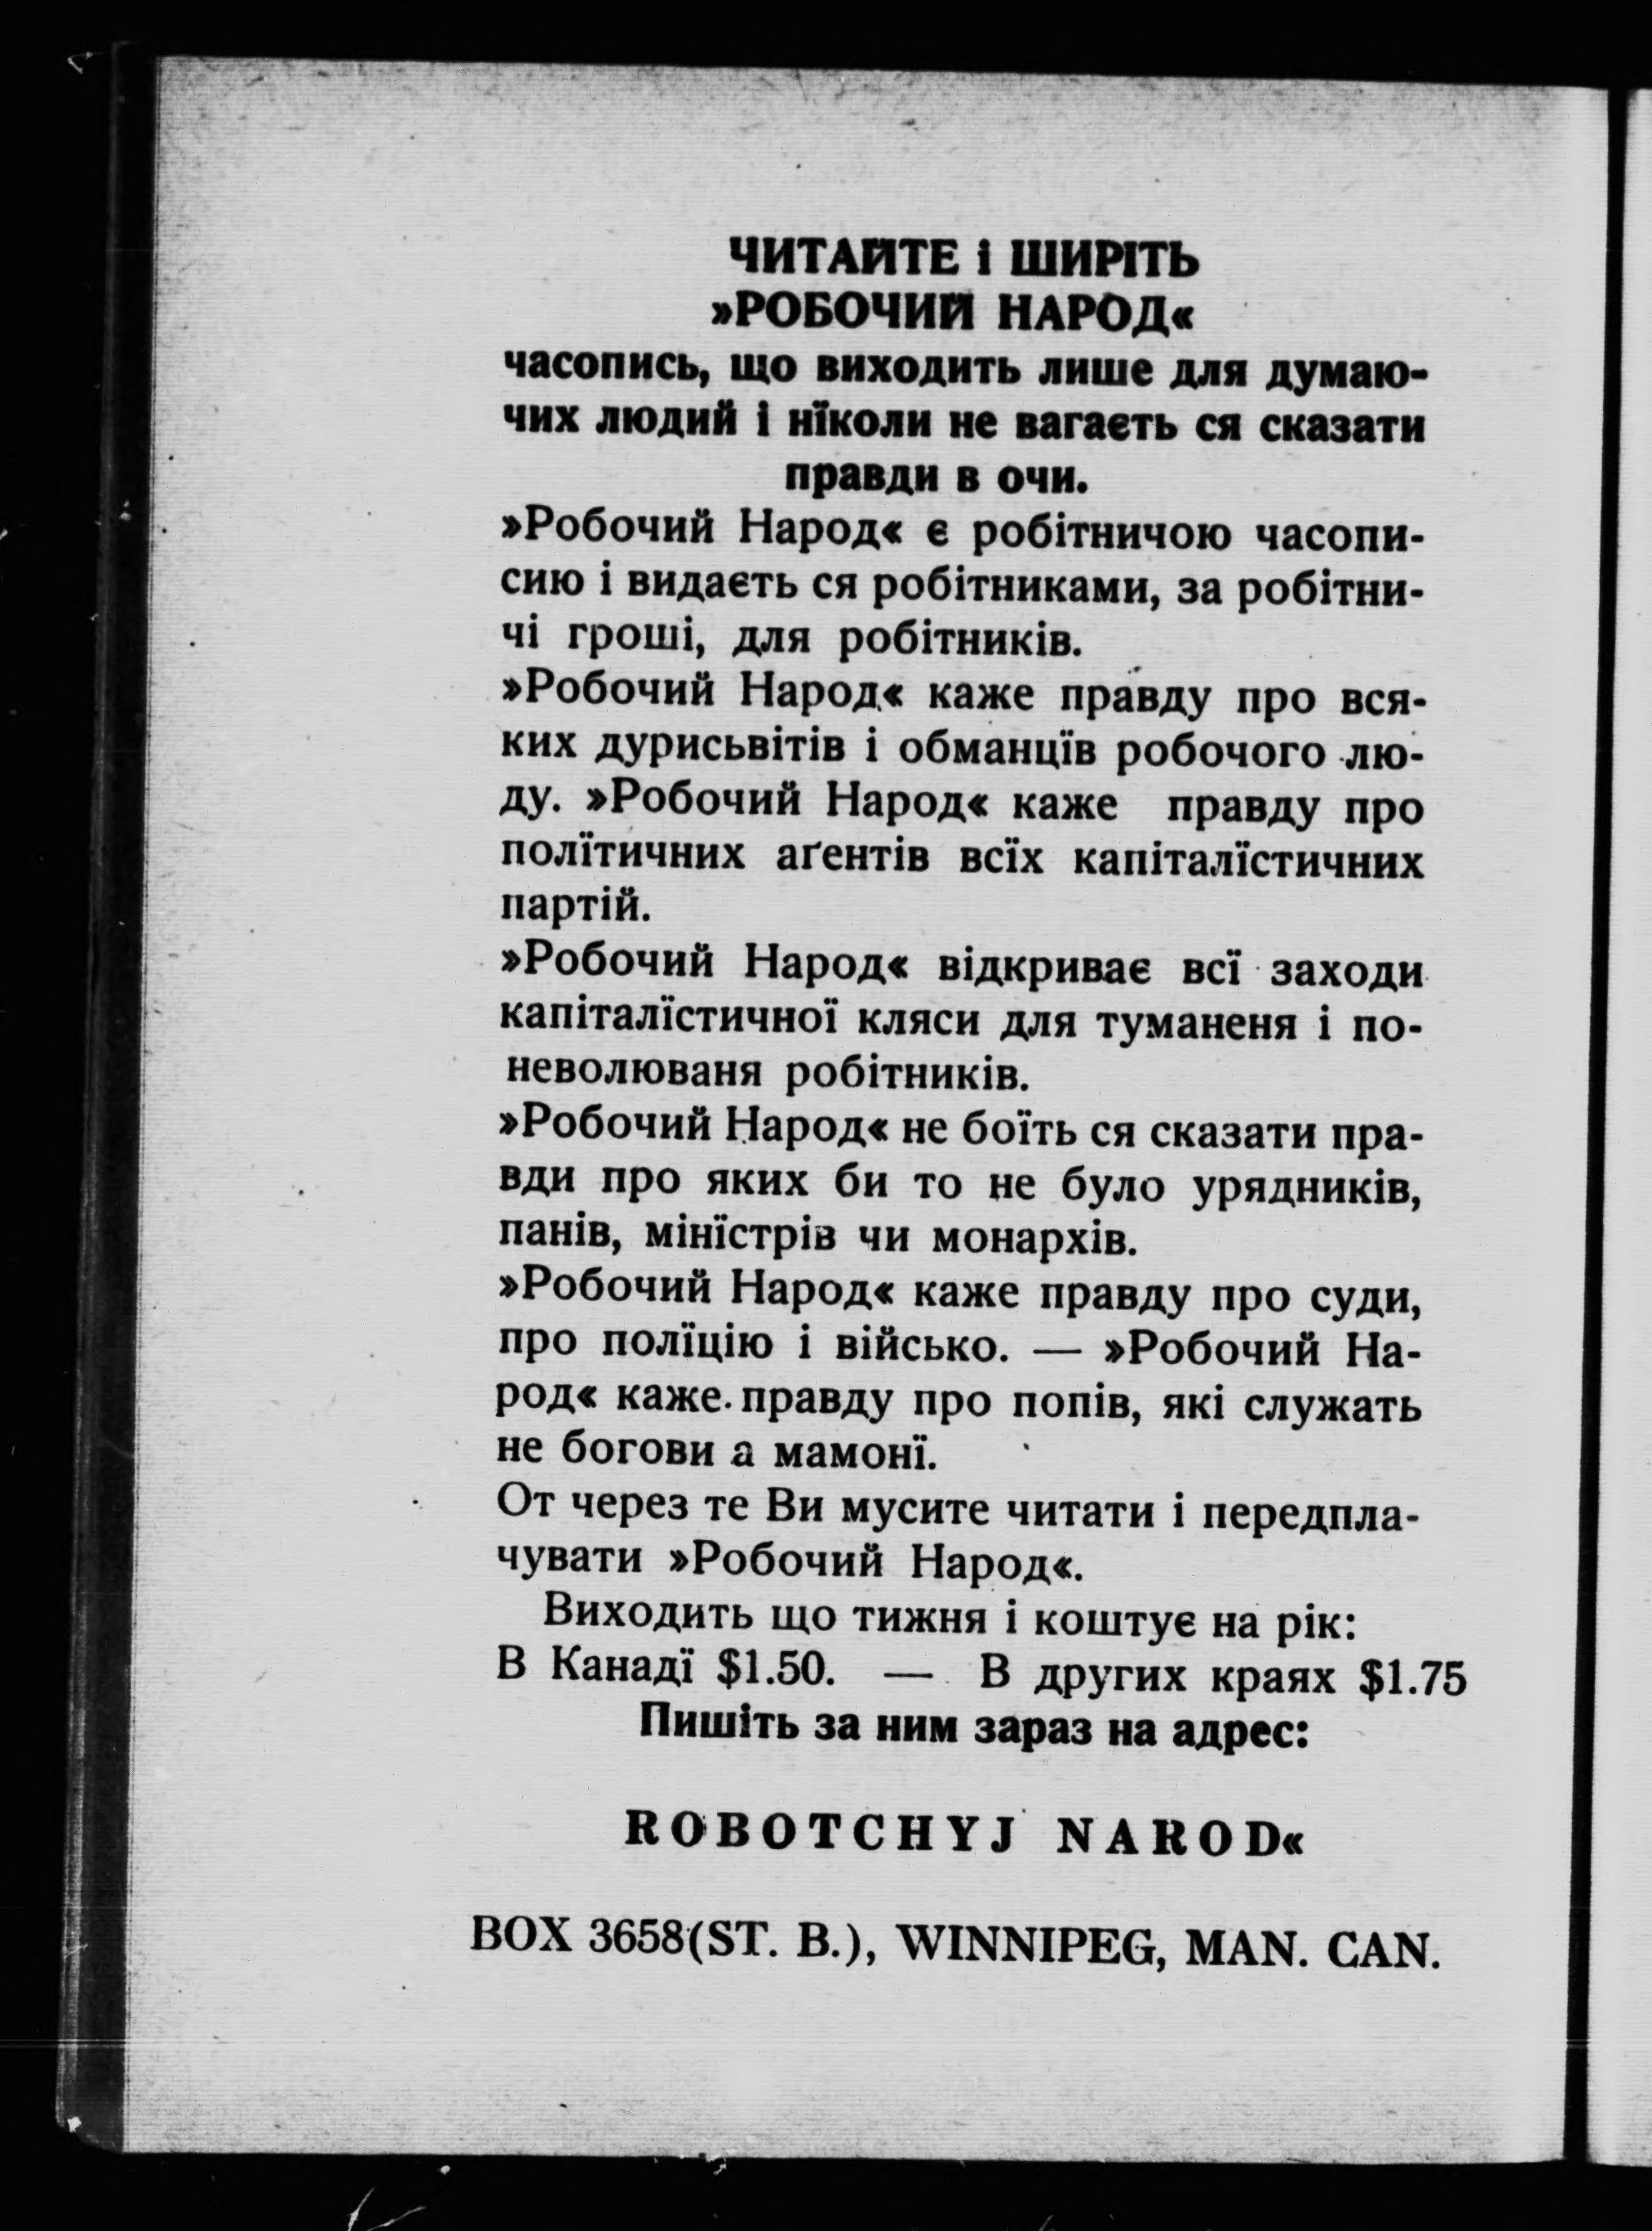 ЧИТАЙТЕ і ШИРІТЬ
»РОБОЧИЙ НАРОД«
часопись, що виходить лише для думаю-
чих людий і нїколи не вагаєть ся сказати
правди в очи.
»Робочий Народ« є робітничою часопи-
сию і видаєть ся робітниками, за робітни-
чі гроші, для робітників.
»Робочий Народ« каже правду про вся-
ких дурисьвітів і обманцїв робочого лю-
ду. »Робочий Народ« каже правду про
полїтичних аґентів всїх капіталїстичних
партій.
»Робочий Народ« відкриває всї заходи
капіталїстичної кляси для туманеня і по-
неволюваня робітників.
»Робочий Народ« не боїть ся сказати пра-
вди про яких би то не було урядників,
панів, мінїстрів чи монархів.
»Робочий Народ« каже правду про суди,
про полїцію і військо. — »Робочий На-
род« каже правду про попів, які служать
не богови а мамонї.
От через те Ви мусите читати і передпла-
чувати »Робочий Народ«.
Виходить що тижня і коштує на рік:
В Канадї $1.50. — В других краях $1.75
Пишіть за ним зараз на адрес:
ROBOTCHYJ NAROD«
BOX 3658(ST. B.), WINNIPEG, MAN. CAN.